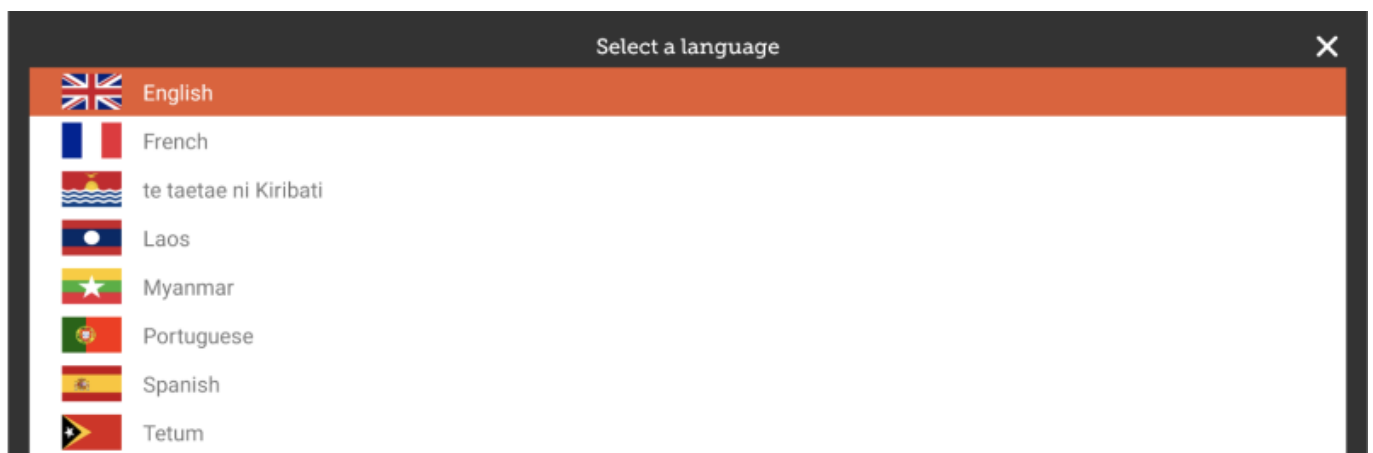 Select a language
English
French
te taetae ni Kiribati
Laos
Myanmar
Portuguese
Spanish
Tetum